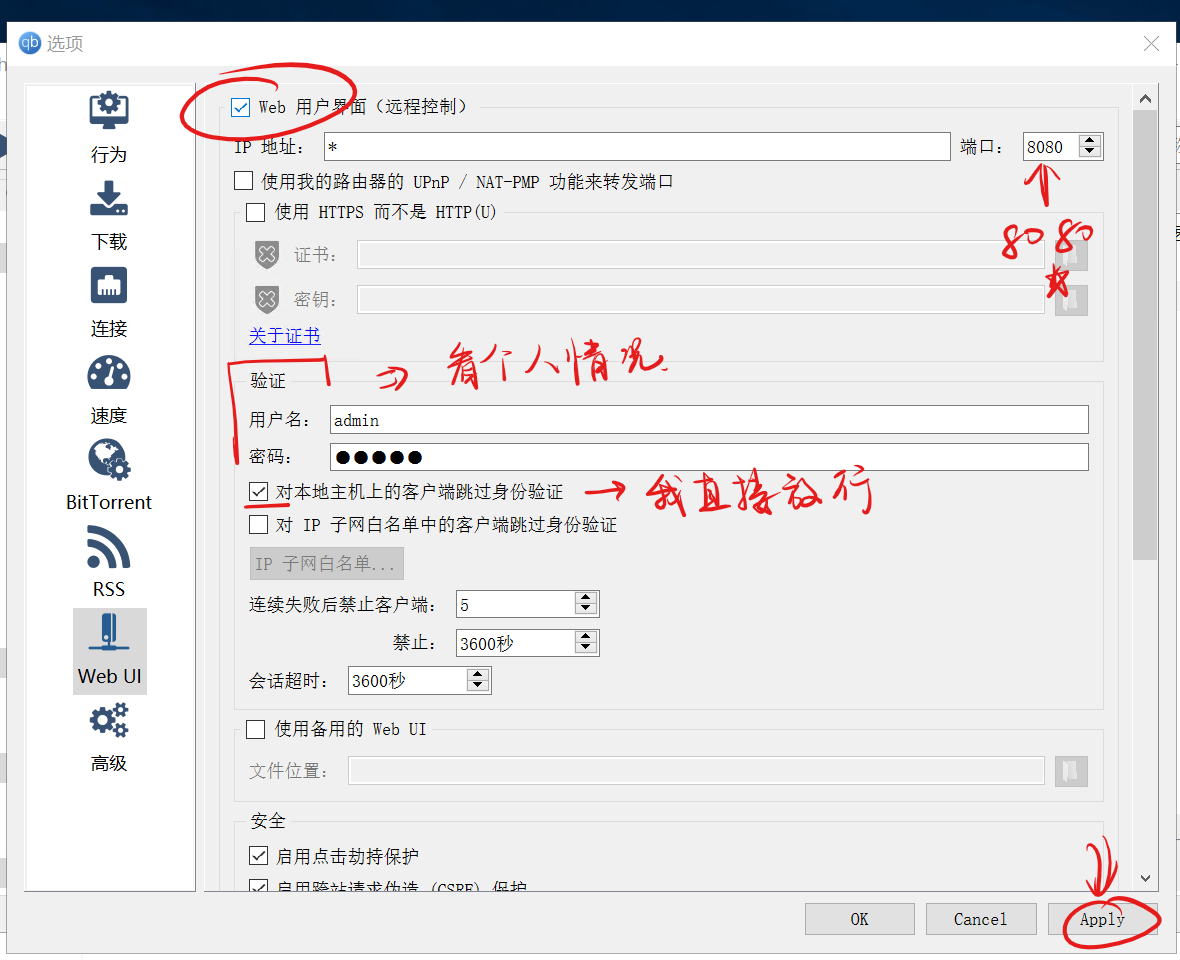 qb 选项
行为
下载
连接
速度
BitTorrent
RSS
Web UI
高级
Web 用户界面（远程控制）
IP 地址： * 端口： 8080
使用我的路由器的 UPnP / NAT-PMP 功能来转发端口
使用 HTTPS 而不是 HTTP(U)
8080
证书：
密钥：
关于证书
看个人情况.
验证
用户名： admin
密码： ●●●●●
对本地主机上的客户端跳过身份验证 我直接放行
对 IP 子网白名单中的客户端跳过身份验证
IP 子网白名单...
连续失败后禁止客户端： 5
禁止： 3600秒
会话超时： 3600秒
使用备用的 Web UI
文件位置：
安全
启用点击劫持保护
启用跨站请求伪造 (CSRF) 保护
OK Cancel Apply